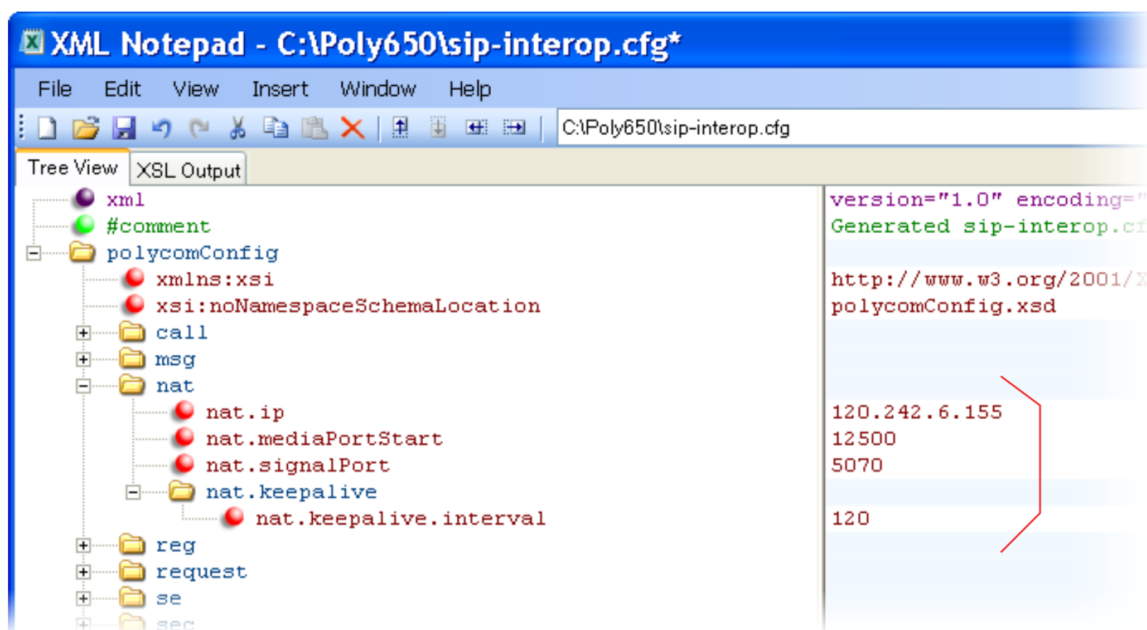 XML Notepad - C:\Poly650\sip-interop.cfg*
File Edit View Insert Window Help
C:\Poly650\sip-interop.cfg
Tree View XSL Output
xml version="1.0" encoding="
#comment Generated sip-interop.cf
polycomConfig
xmlns:xsi http://www.w3.org/2001/X
xsi:noNamespaceSchemaLocation polycomConfig.xsd
call
msg
nat
nat.ip 120.242.6.155
nat.mediaPortStart 12500
nat.signalPort 5070
nat.keepalive
nat.keepalive.interval 120
reg
request
se
sec